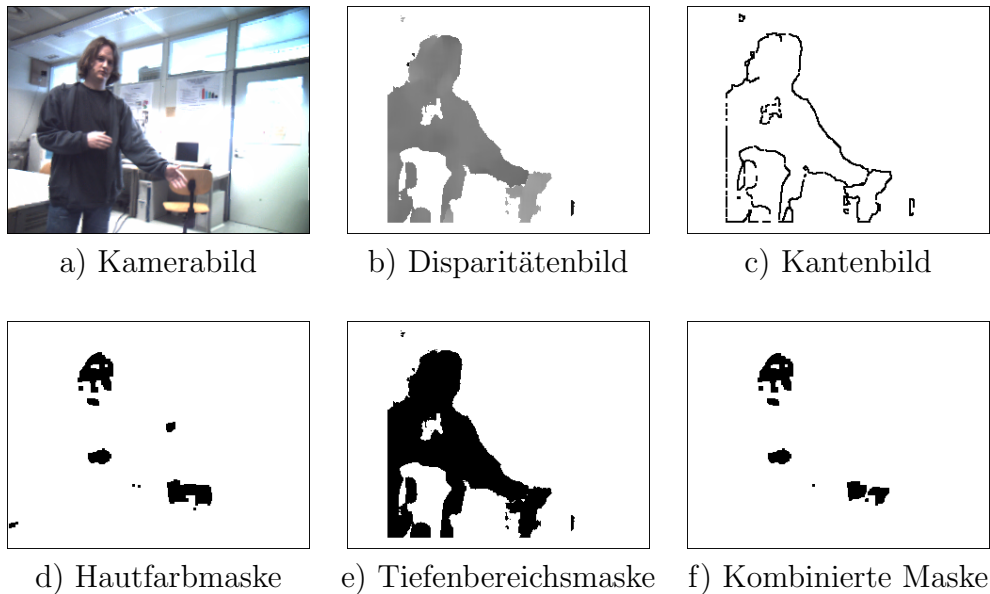 a) Kamerabild
b) Disparitätenbild
c) Kantenbild
d) Hautfarbmaske
e) Tiefenbereichsmaske
f) Kombinierte Maske